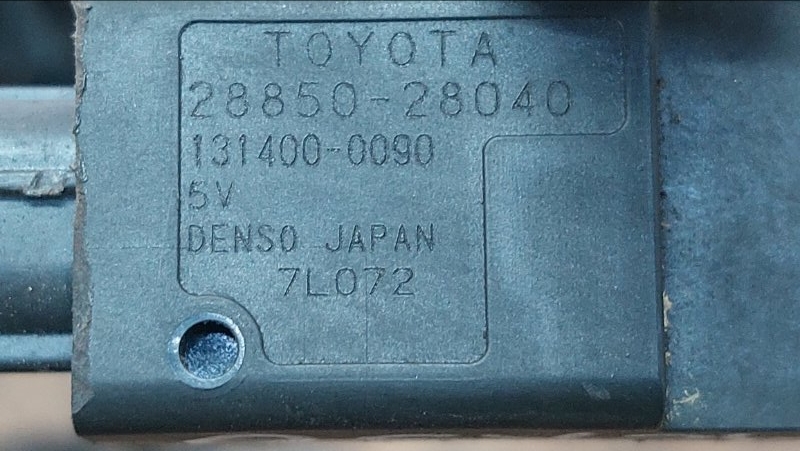 TOYOTA
28850-28040
131400-0090
5V
DENSO JAPAN
7L072